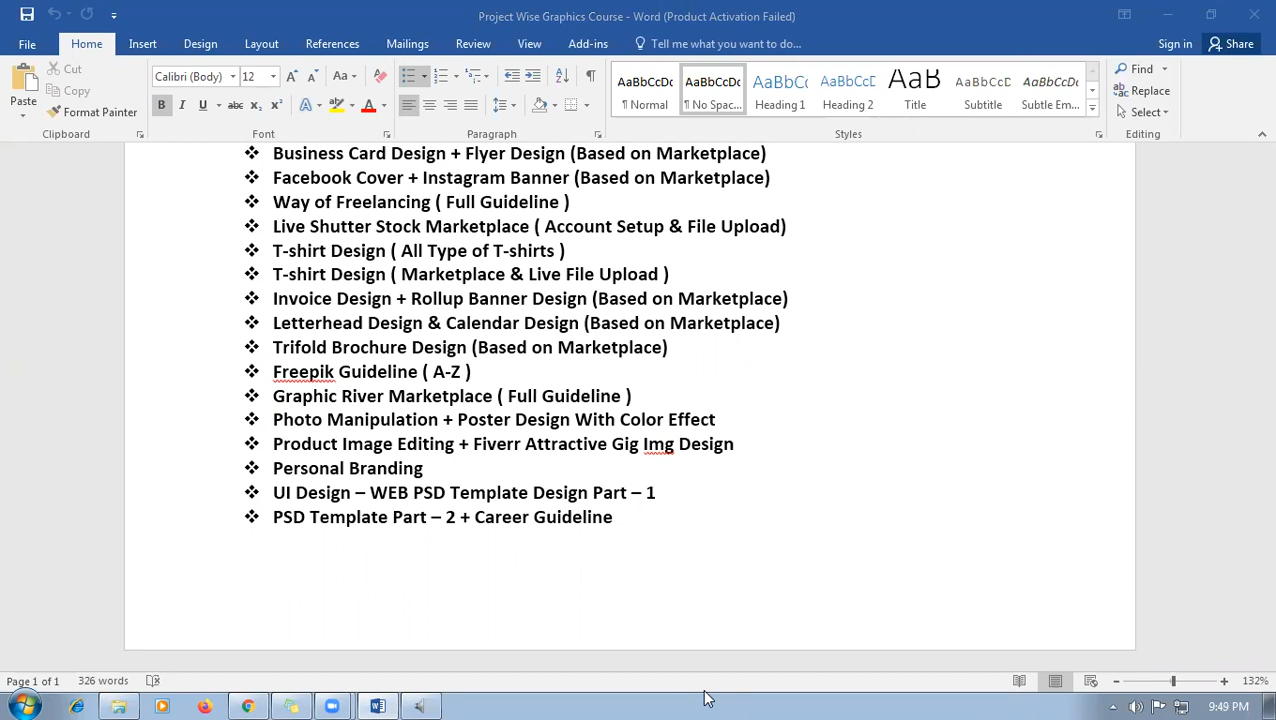 Project Wise Graphics Course - Word (Product Activation Failed)
File Home Insert Design Layout References Mailings Review View Add-ins Tell me what you want to do... Sign in Share
Paste
Cut
Copy
Format Painter
Clipboard
Calibri (Body) 12
Font
Paragraph
AaBbCcDc AaBbCcDc AaBbCc AaBbCcC AaB AaBbCcD AaBbCcDc
¶ Normal ¶ No Spac... Heading 1 Heading 2 Title Subtitle Subtle Em...
Styles
Find
Replace
Select
Editing
Business Card Design + Flyer Design (Based on Marketplace)
Facebook Cover + Instagram Banner (Based on Marketplace)
Way of Freelancing ( Full Guideline )
Live Shutter Stock Marketplace ( Account Setup & File Upload)
T-shirt Design ( All Type of T-shirts )
T-shirt Design ( Marketplace & Live File Upload )
Invoice Design + Rollup Banner Design (Based on Marketplace)
Letterhead Design & Calendar Design (Based on Marketplace)
Trifold Brochure Design (Based on Marketplace)
Freepik Guideline ( A-Z )
Graphic River Marketplace ( Full Guideline )
Photo Manipulation + Poster Design With Color Effect
Product Image Editing + Fiverr Attractive Gig Img Design
Personal Branding
UI Design – WEB PSD Template Design Part – 1
PSD Template Part – 2 + Career Guideline
Page 1 of 1 326 words 132%
9:49 PM